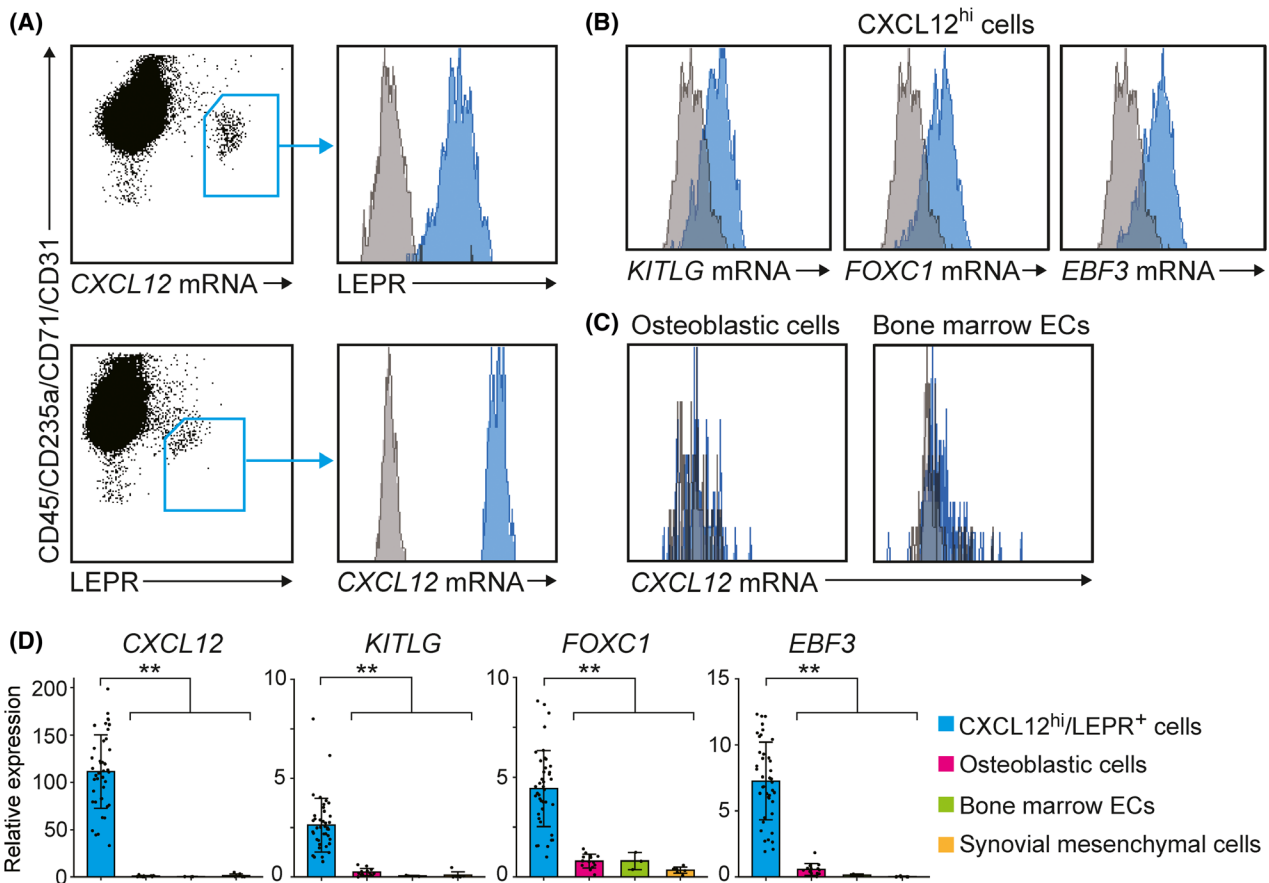 (A)
CD45/CD235a/CD71/CD31
CXCL12 mRNA
LEPR
LEPR
CXCL12 mRNA
(B)
CXCL12hi cells
KITLG mRNA
FOXC1 mRNA
EBF3 mRNA
(C)
Osteoblastic cells
Bone marrow ECs
CXCL12 mRNA
(D)
Relative expression
CXCL12
**
200
150
100
50
0
KITLG
**
10
5
0
FOXC1
**
10
5
0
EBF3
**
15
10
5
0
CXCL12hi/LEPR+ cells
Osteoblastic cells
Bone marrow ECs
Synovial mesenchymal cells